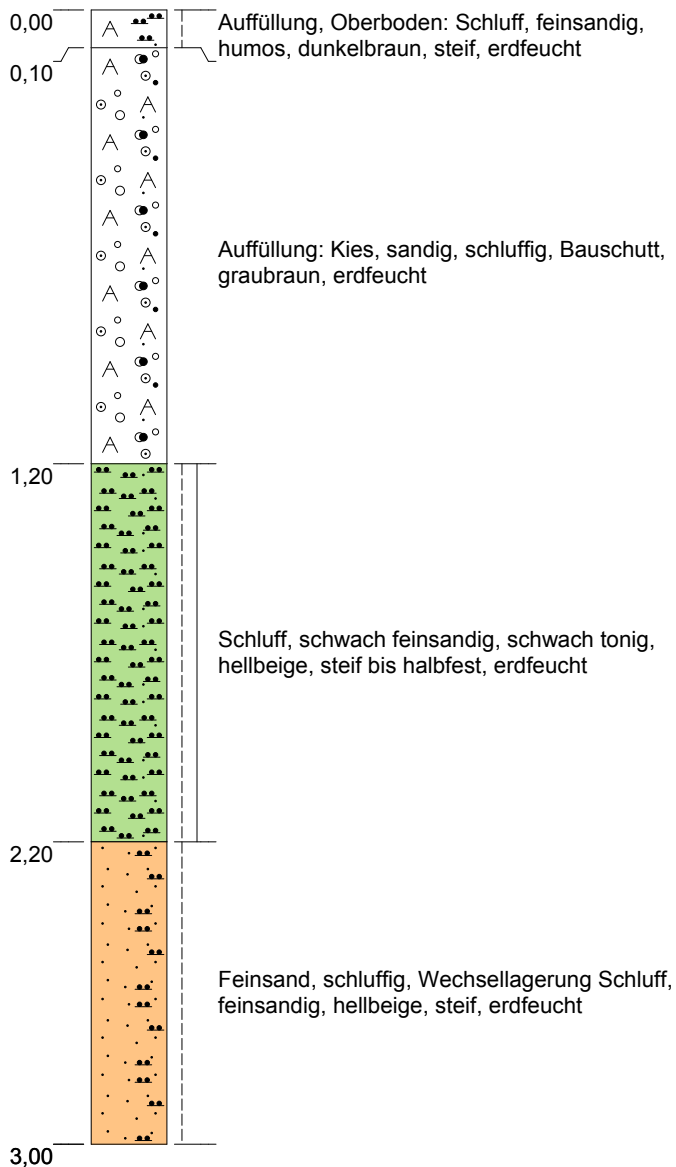 0,00
Auffüllung, Oberboden: Schluff, feinsandig,
humos, dunkelbraun, steif, erdfeucht
0,10
Auffüllung: Kies, sandig, schluffig, Bauschutt,
graubraun, erdfeucht
1,20
Schluff, schwach feinsandig, schwach tonig,
hellbeige, steif bis halbfest, erdfeucht
2,20
Feinsand, schluffig, Wechsellagerung Schluff,
feinsandig, hellbeige, steif, erdfeucht
3,00